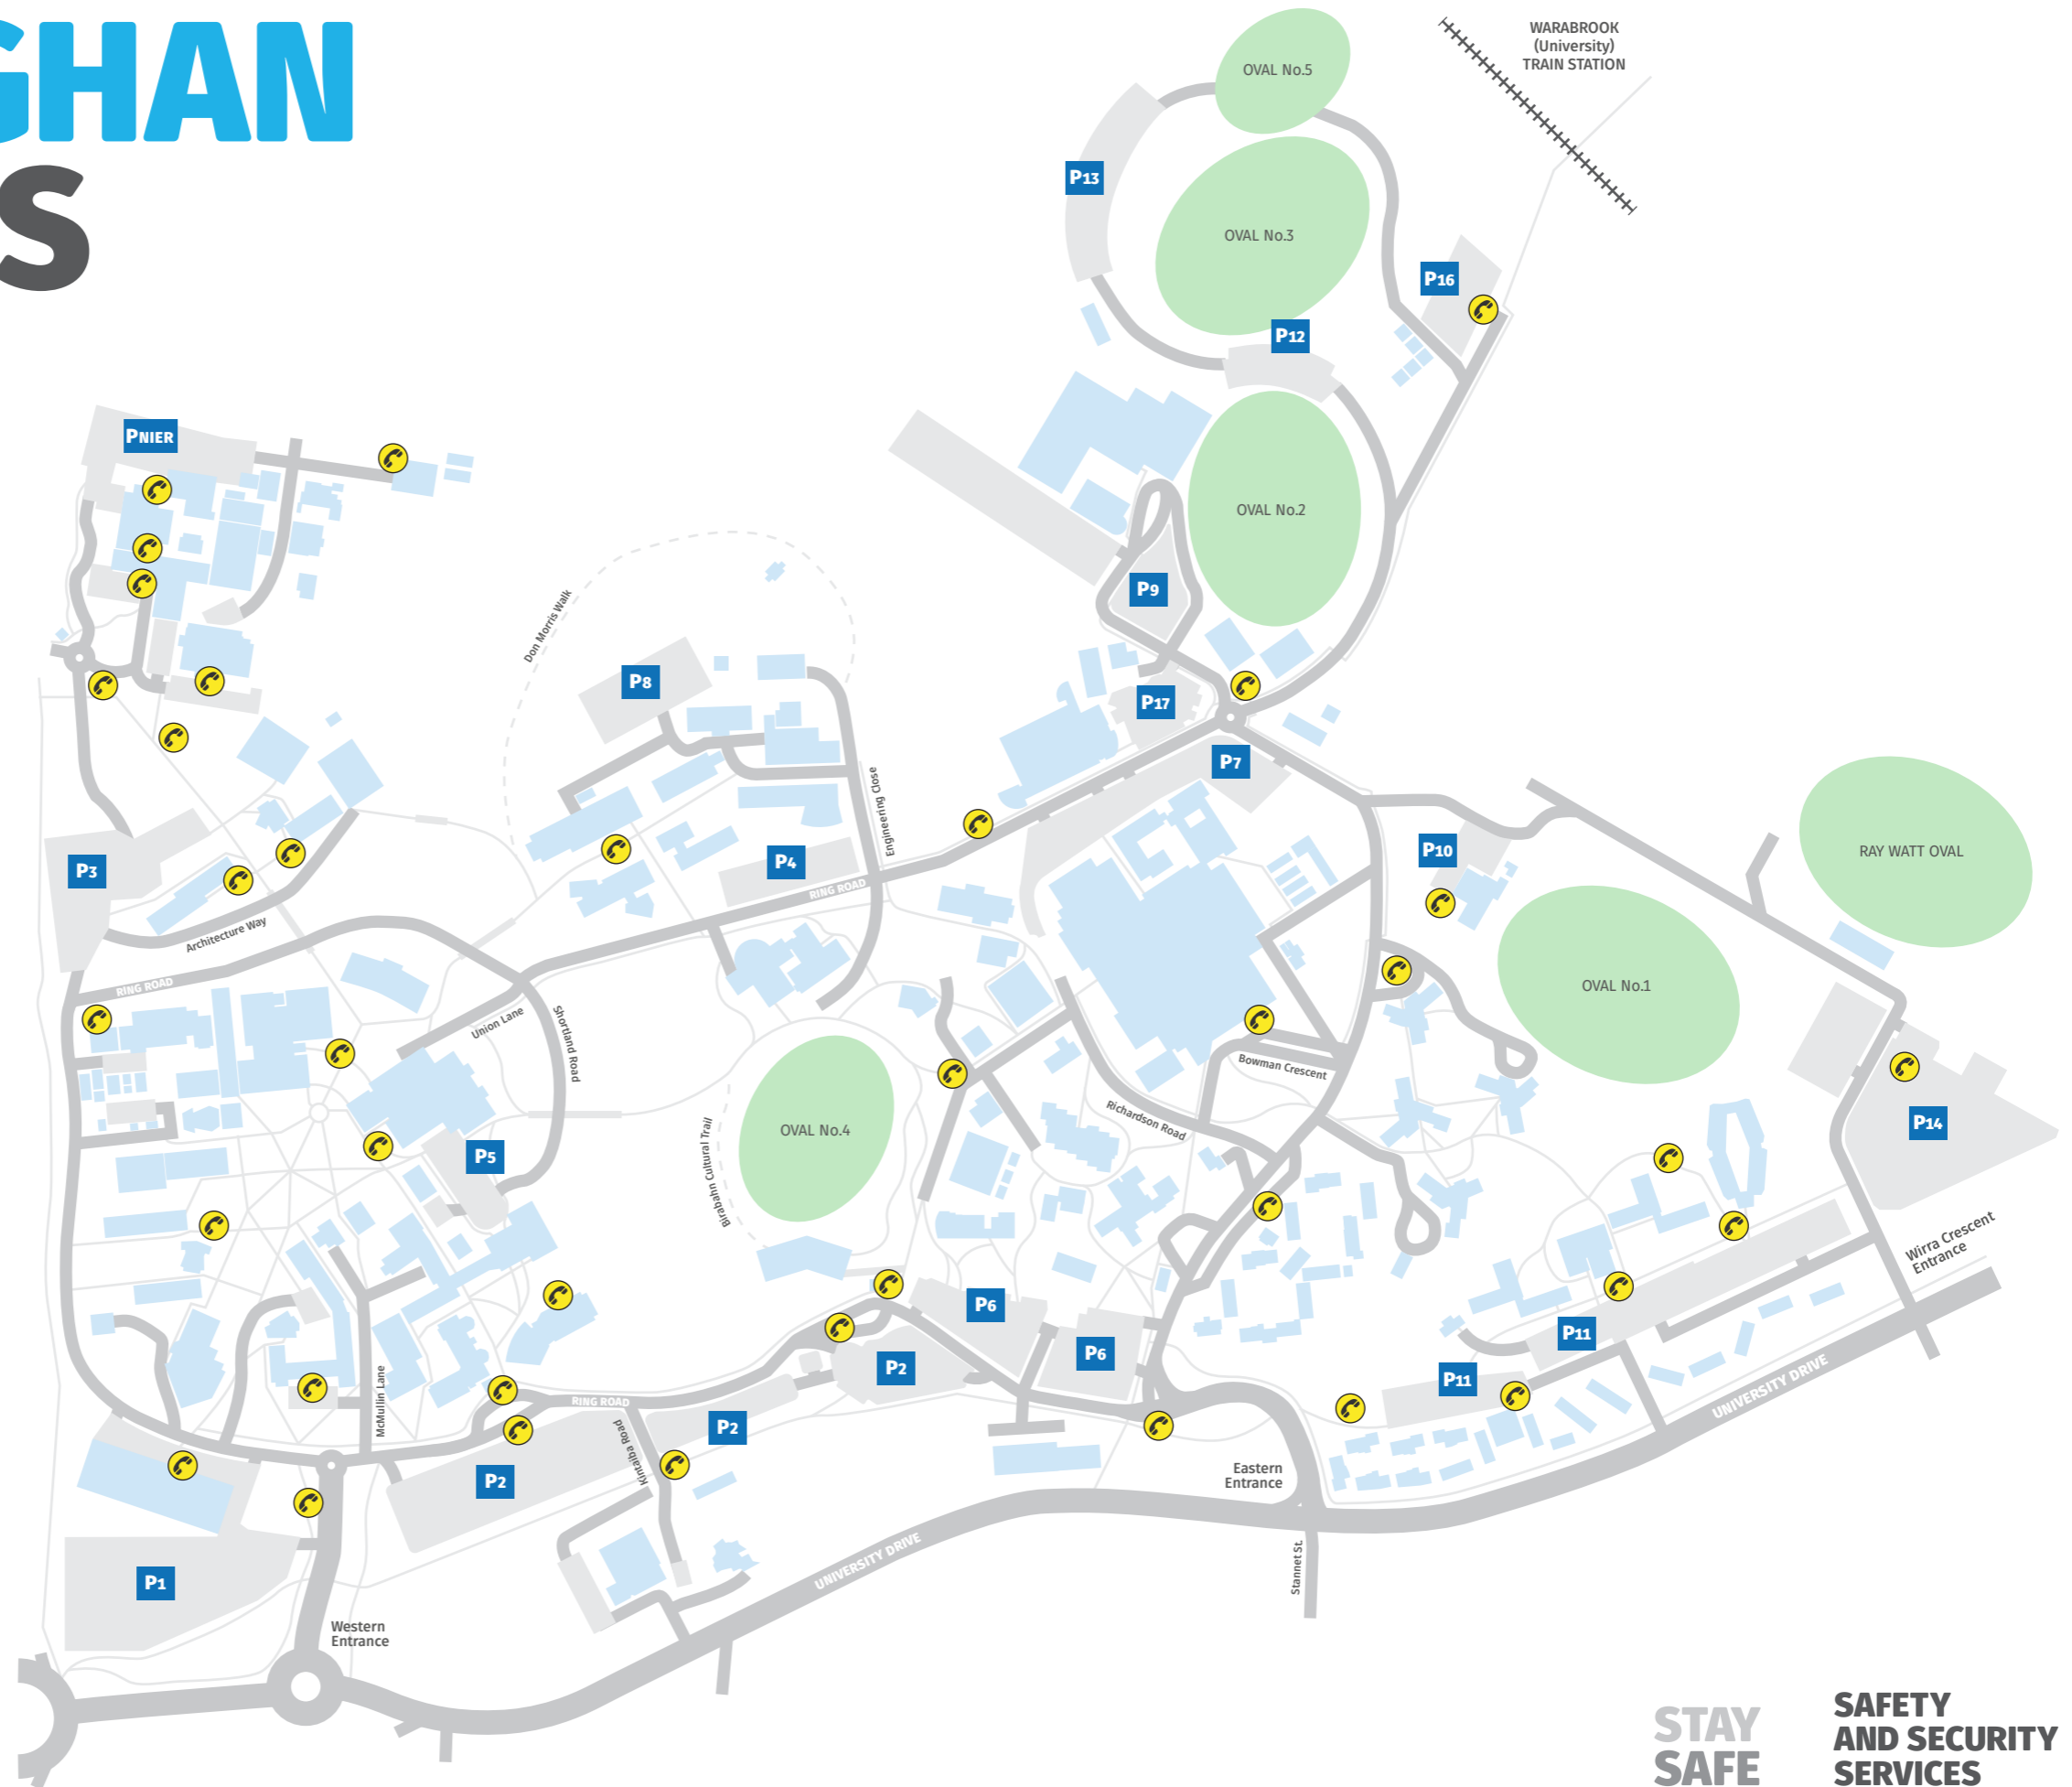 GHAN
S
WARABROOK
(University)
TRAIN STATION
OVAL No.5
P13
OVAL No.3
P16
P12
PNIER
OVAL No.2
P9
Don Morris Walk
P8
P17
P7
Engineering Close
P3
P4
P10
RAY WATT OVAL
RING ROAD
Architecture Way
RING ROAD
OVAL No.1
Union Lane
Shortland Road
Bowman Crescent
Richardson Road
P14
OVAL No.4
P5
Birabahn Cultural Trail
Wirra Crescent
Entrance
P6
P6
P11
P2
P11
McMullin Lane
RING ROAD
P2
UNIVERSITY DRIVE
Kintaiba Road
P2
Eastern
Entrance
UNIVERSITY DRIVE
Stannet St.
P1
Western
Entrance
STAY
SAFE
SAFETY
AND SECURITY
SERVICES